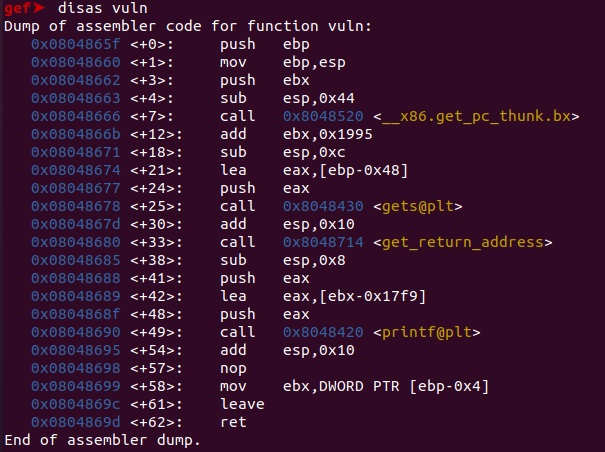 gef➤ disas vuln
Dump of assembler code for function vuln:
0x0804865f <+0>: push ebp
0x08048660 <+1>: mov ebp,esp
0x08048662 <+3>: push ebx
0x08048663 <+4>: sub esp,0x44
0x08048666 <+7>: call 0x8048520 <__x86.get_pc_thunk.bx>
0x0804866b <+12>: add ebx,0x1995
0x08048671 <+18>: sub esp,0xc
0x08048674 <+21>: lea eax,[ebp-0x48]
0x08048677 <+24>: push eax
0x08048678 <+25>: call 0x8048430 <gets@plt>
0x0804867d <+30>: add esp,0x10
0x08048680 <+33>: call 0x8048714 <get_return_address>
0x08048685 <+38>: sub esp,0x8
0x08048688 <+41>: push eax
0x08048689 <+42>: lea eax,[ebx-0x17f9]
0x0804868f <+48>: push eax
0x08048690 <+49>: call 0x8048420 <printf@plt>
0x08048695 <+54>: add esp,0x10
0x08048698 <+57>: nop
0x08048699 <+58>: mov ebx,DWORD PTR [ebp-0x4]
0x0804869c <+61>: leave
0x0804869d <+62>: ret
End of assembler dump.